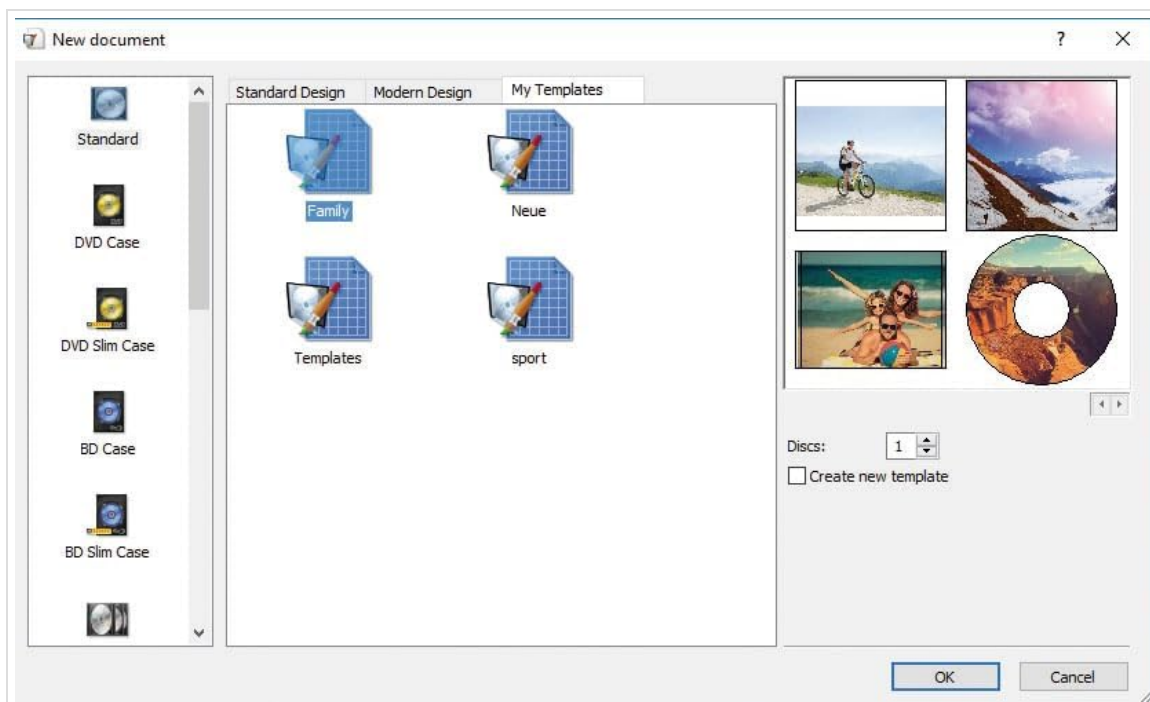 New document
?
Standard
DVD Case
DVD Slim Case
BD Case
BD Slim Case
Standard Design
Modern Design
My Templates
Family
Neue
Templates
sport
Discs:
1
Create new template
OK
Cancel